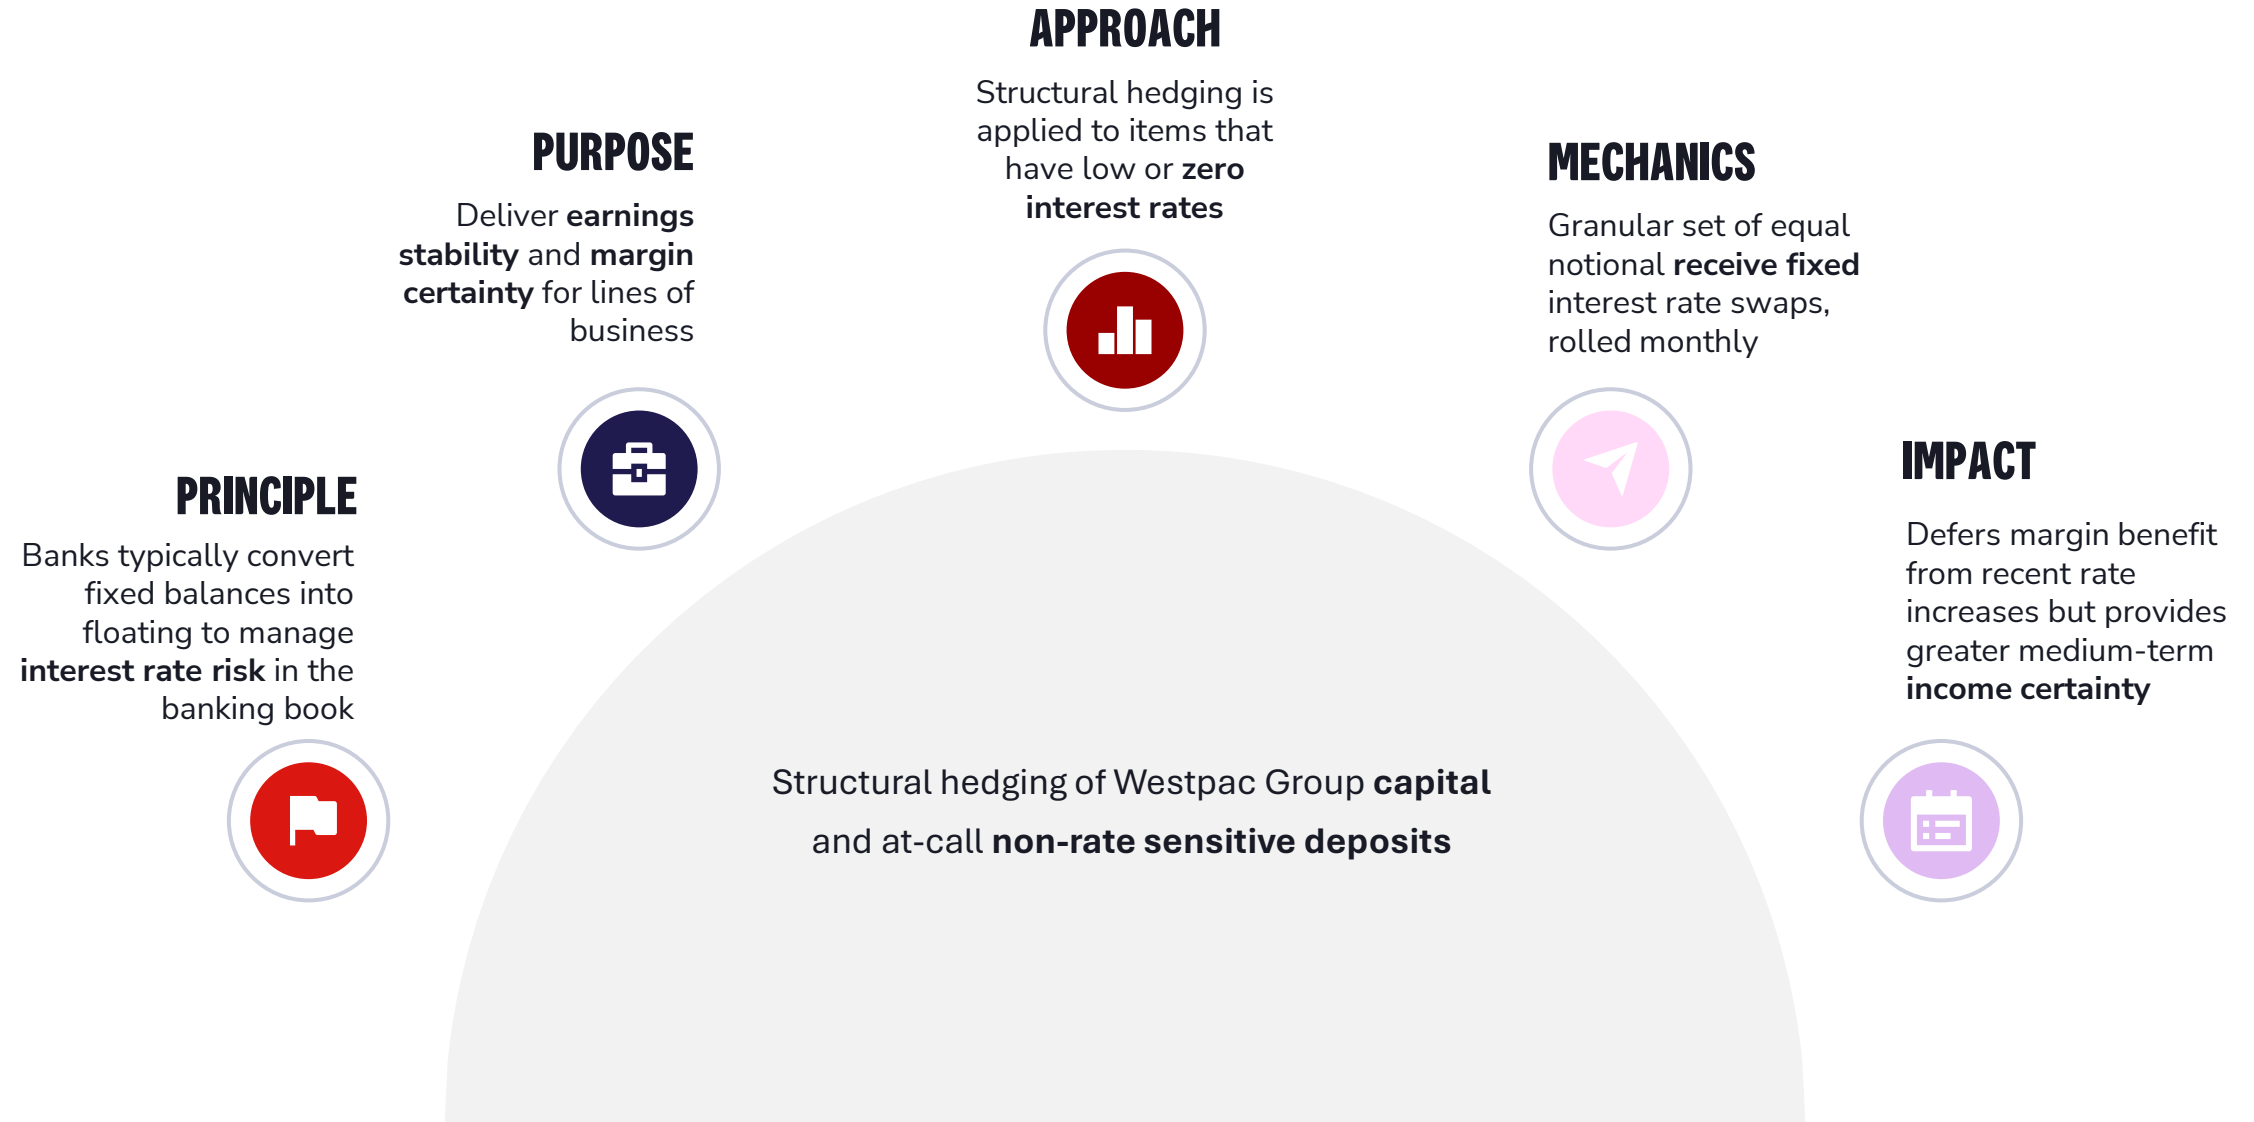 PRINCIPLE
Banks typically convert
fixed balances into
floating to manage
interest rate risk in the
banking book
PURPOSE
Deliver earnings
stability and margin
certainty for lines of
business
APPROACH
Structural hedging is
applied to items that
have low or zero
interest rates
MECHANICS
Granular set of equal
notional receive fixed
interest rate swaps,
rolled monthly
IMPACT
Defers margin benefit
from recent rate
increases but provides
greater medium-term
income certainty
Structural hedging of Westpac Group capital
and at-call non-rate sensitive deposits